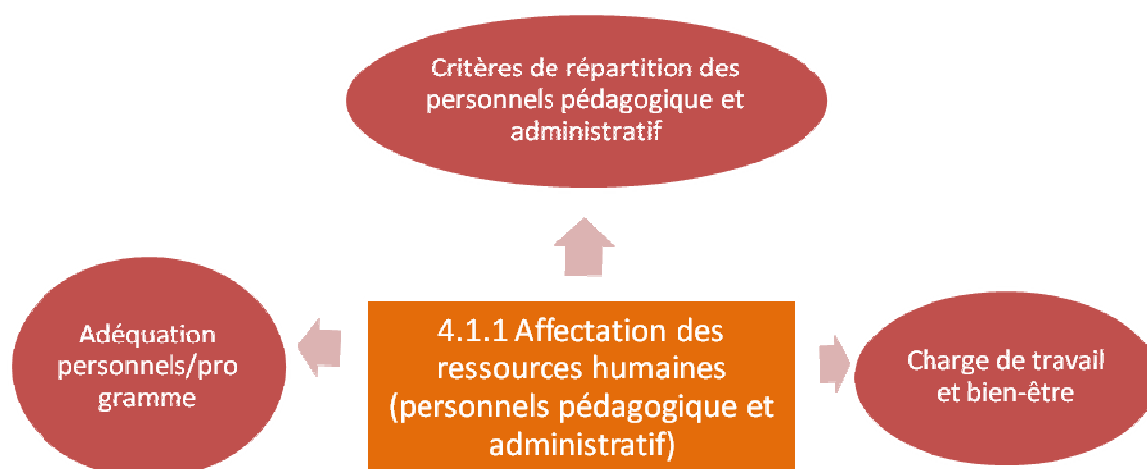 Critères de répartition des
personnels pédagogique et
administratif
Adéquation
personnels/pro
gramme
4.1.1 Affectation des
ressources humaines
(personnels pédagogique et
administratif)
Charge de travail
et bien-être